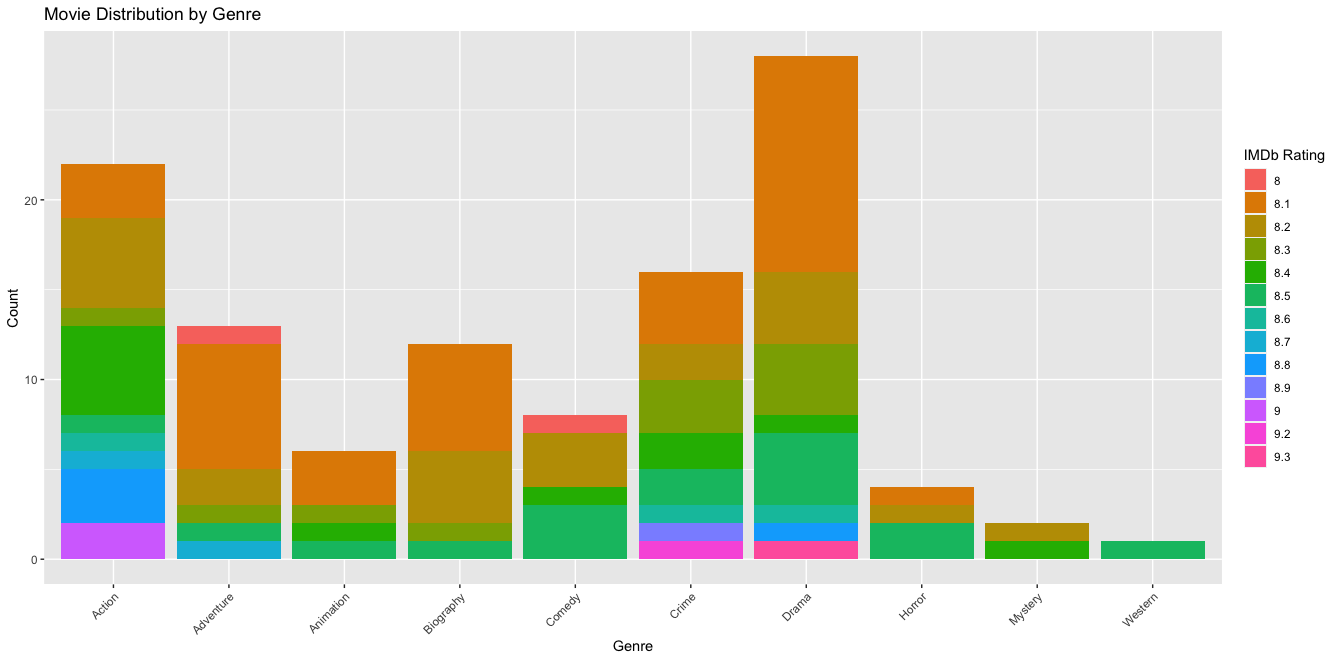 Movie Distribution by Genre
Count
20
10
0
Action
Adventure
Animation
Biography
Comedy
Crime
Drama
Horror
Mystery
Western
Genre
IMDb Rating
8
8.1
8.2
8.3
8.4
8.5
8.6
8.7
8.8
8.9
9
9.2
9.3